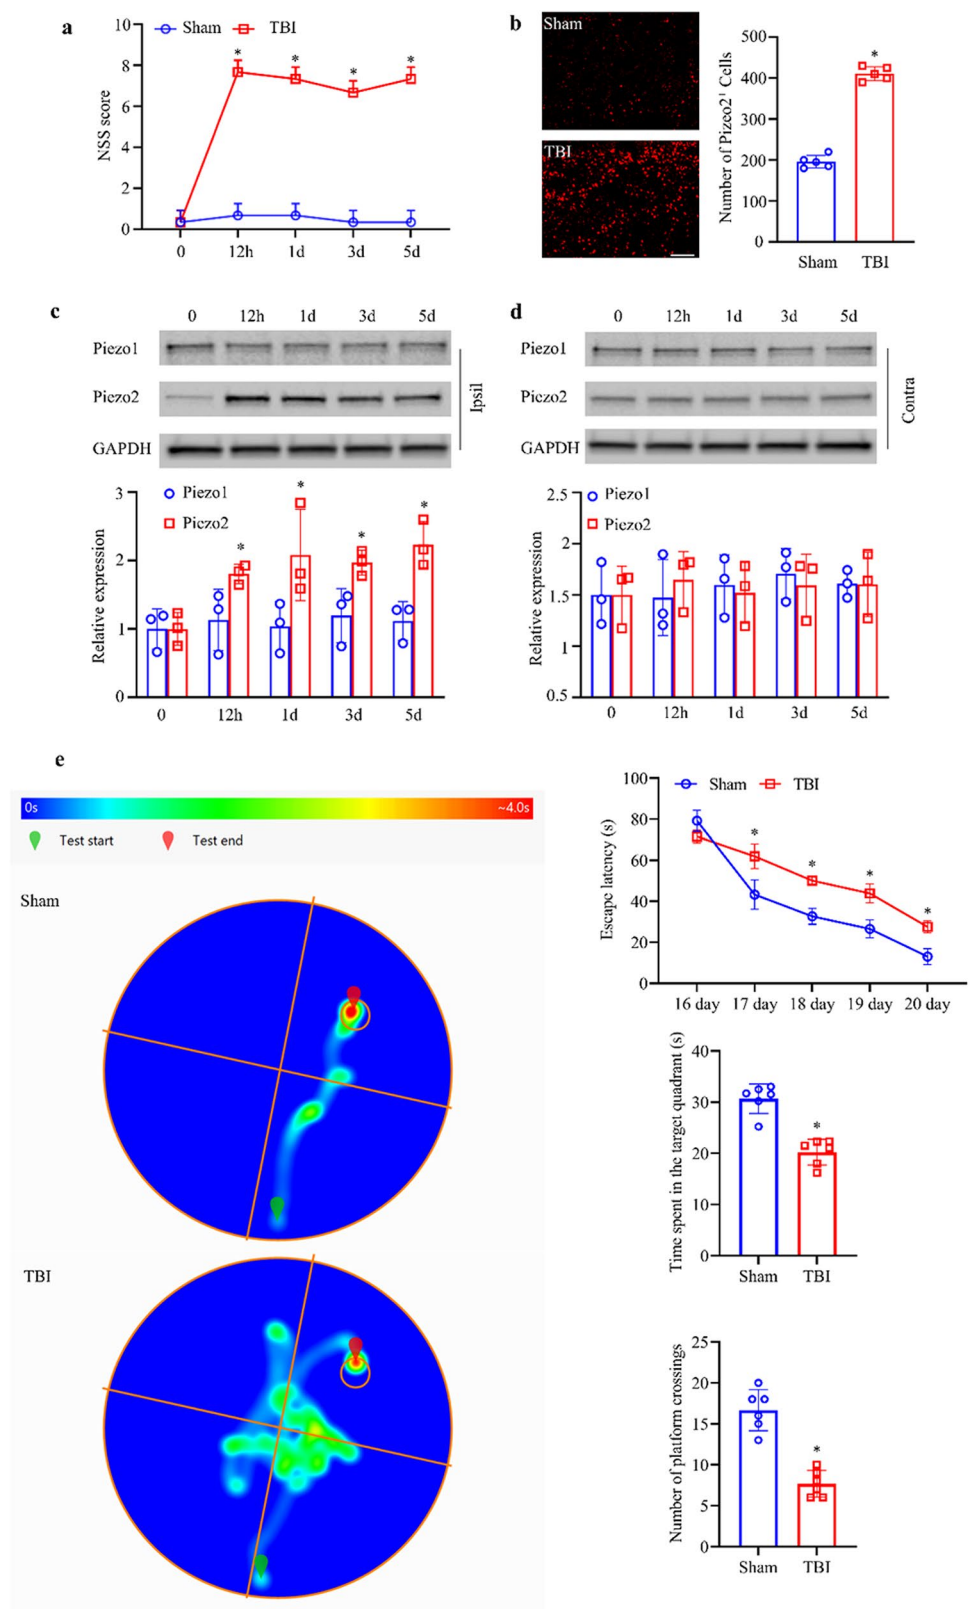 a
Sham TBI
10
8
6
4
2
0
NSS score
* * * *
0 12h 1d 3d 5d
b
Sham
TBI
500
400
300
200
100
0
Number of Pizeo2¹ Cells
*
Sham TBI
c
0 12h 1d 3d 5d
Piezo1
Piezo2
GAPDH
Ipsil
3
2
1
0
Relative expression
Piezo1
Piezo2
* * * *
0 12h 1d 3d 5d
d
0 12h 1d 3d 5d
Piezo1
Piezo2
GAPDH
Contra
2.5
2
1.5
1
0.5
Relative expression
Piezo1
Piezo2
0 12h 1d 3d 5d
e
0s ~4.0s
Test start Test end
Sham
TBI
100
80
60
40
20
0
Escape latency (s)
Sham TBI
* * * *
16 day 17 day 18 day 19 day 20 day
40
30
20
10
0
Time spent in the target quadrant (s)
*
Sham TBI
25
20
15
10
5
0
Number of platform crossings
*
Sham TBI